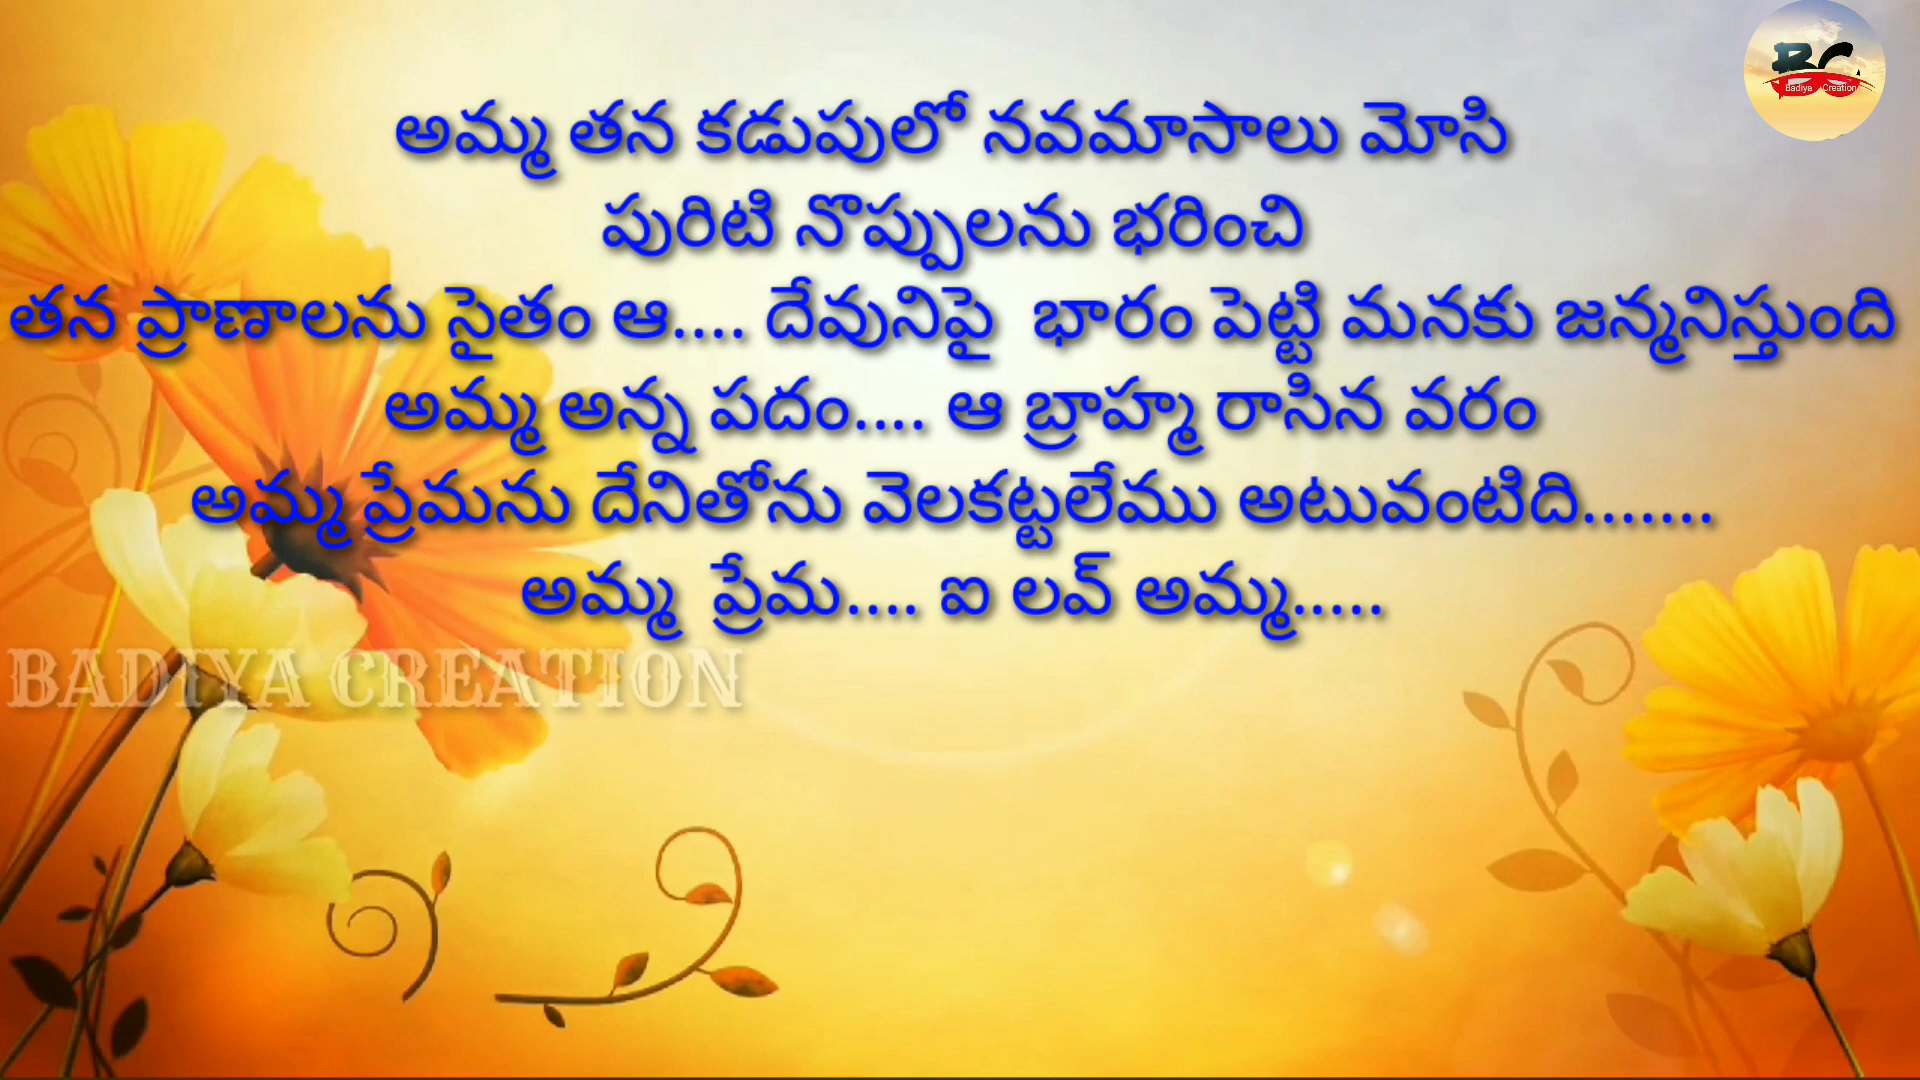 అమ్మ తన కడుపులో నవమాసాలు మోసి
పురిటి నొప్పులను భరించి
తన ప్రాణాలను సైతం ఆ.... దేవునిపై భారం పెట్టి మనకు జన్మనిస్తుంది
అమ్మ అన్న పదం.... ఆ బ్రాహ్మ రాసిన వరం
అమ్మ ప్రేమను దేనితోను వెలకట్టలేము అటువంటిది.......
అమ్మ ప్రేమ.... ఐ లవ్ అమ్మ.....
BADIYA CREATION
BC
Badiya Creation